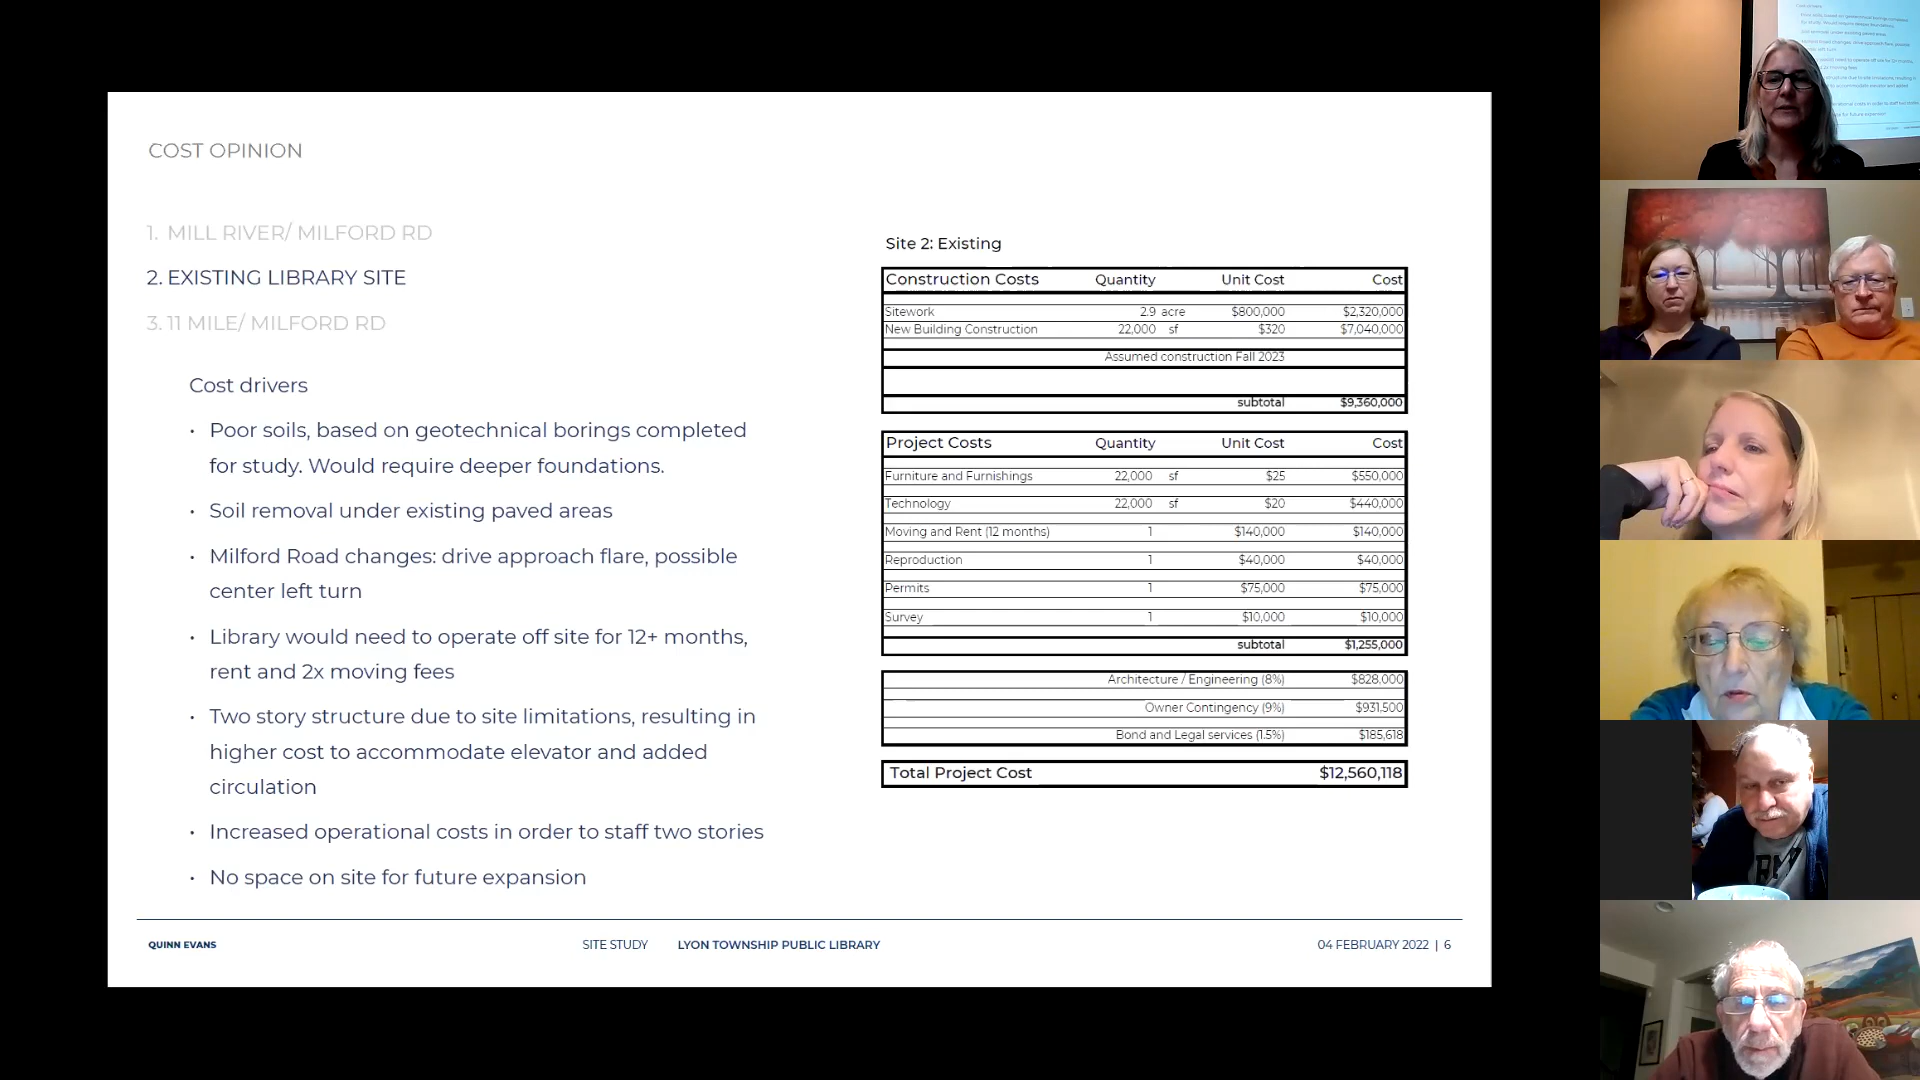 COST OPINION
1. MILL RIVER/ MILFORD RD
2. EXISTING LIBRARY SITE
3. 11 MILE/ MILFORD RD
Cost drivers
· Poor soils, based on geotechnical borings completed
for study. Would require deeper foundations.
· Soil removal under existing paved areas
· Milford Road changes: drive approach flare, possible
center left turn
· Library would need to operate off site for 12+ months,
rent and 2x moving fees
· Two story structure due to site limitations, resulting in
higher cost to accommodate elevator and added
circulation
· Increased operational costs in order to staff two stories
· No space on site for future expansion
Site 2: Existing
Construction Costs Quantity Unit Cost Cost
Sitework 2.9 acre $800,000 $2,320,000
New Building Construction 22,000 sf $320 $7,040,000
Assumed construction Fall 2023
subtotal $9,360,000
Project Costs Quantity Unit Cost Cost
Furniture and Furnishings 22,000 sf $25 $550,000
Technology 22,000 sf $20 $440,000
Moving and Rent (12 months) 1 $140,000 $140,000
Reproduction 1 $40,000 $40,000
Permits 1 $75,000 $75,000
Survey 1 $10,000 $10,000
subtotal $1,255,000
Architecture / Engineering (8%) $828,000
Owner Contingency (9%) $931,500
Bond and Legal services (1.5%) $185,618
Total Project Cost $12,560,118
QUINN EVANS SITE STUDY LYON TOWNSHIP PUBLIC LIBRARY 04 FEBRUARY 2022 | 6